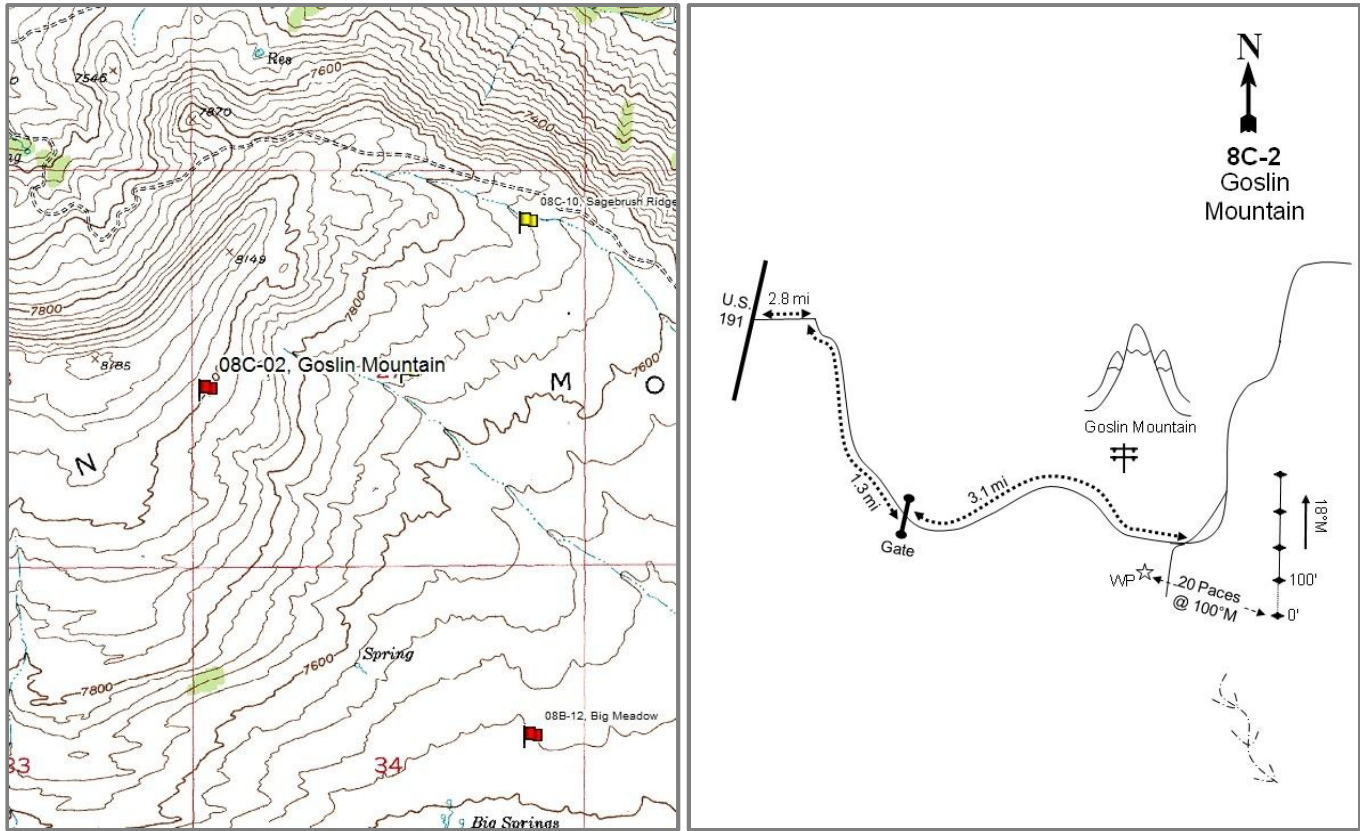 Res
7546
7600
7870
7400
08C-10, Sagebrush Ridge
8149
7800
7800
08C-02, Goslin Mountain
7600
8185
M
O
N
Spring
7600
7800
08B-12, Big Meadow
33
34
Big Springs
N
8C-2
Goslin
Mountain
U.S.
191
2.8 mi
Goslin Mountain
1.3 mi
3.1 mi
Gate
18°M
WP
20 Paces
@ 100°M
100'
0'